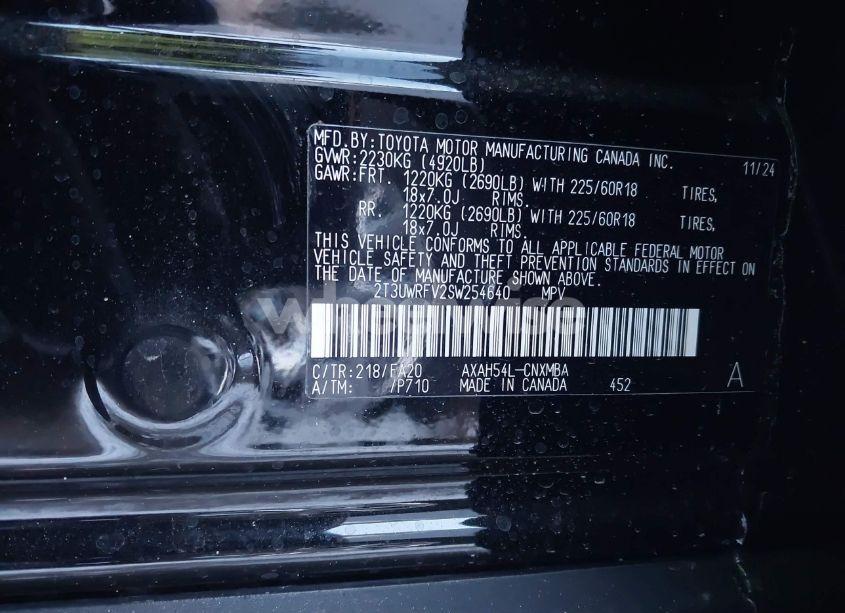 MFD.BY:TOYOTA MOTOR MANUFACTURING CANADA INC. 11/24
GVWR:2230KG (4920LB)
GAWR:FRT. 1220KG (2690LB) WITH 225/60R18 TIRES,
18x7.0J RIMS.
RR. 1220KG (2690LB) WITH 225/60R18 TIRES,
18x7.0J RIMS.
THIS VEHICLE CONFORMS TO ALL APPLICABLE FEDERAL MOTOR
VEHICLE SAFETY AND THEFT PREVENTION STANDARDS IN EFFECT ON
THE DATE OF MANUFACTURE SHOWN ABOVE.
2T3UWRFV2SW254640 MPV
C/TR:218/FA20 AXAH54L-CNXMBA
A/TM: /P710 MADE IN CANADA 452 A